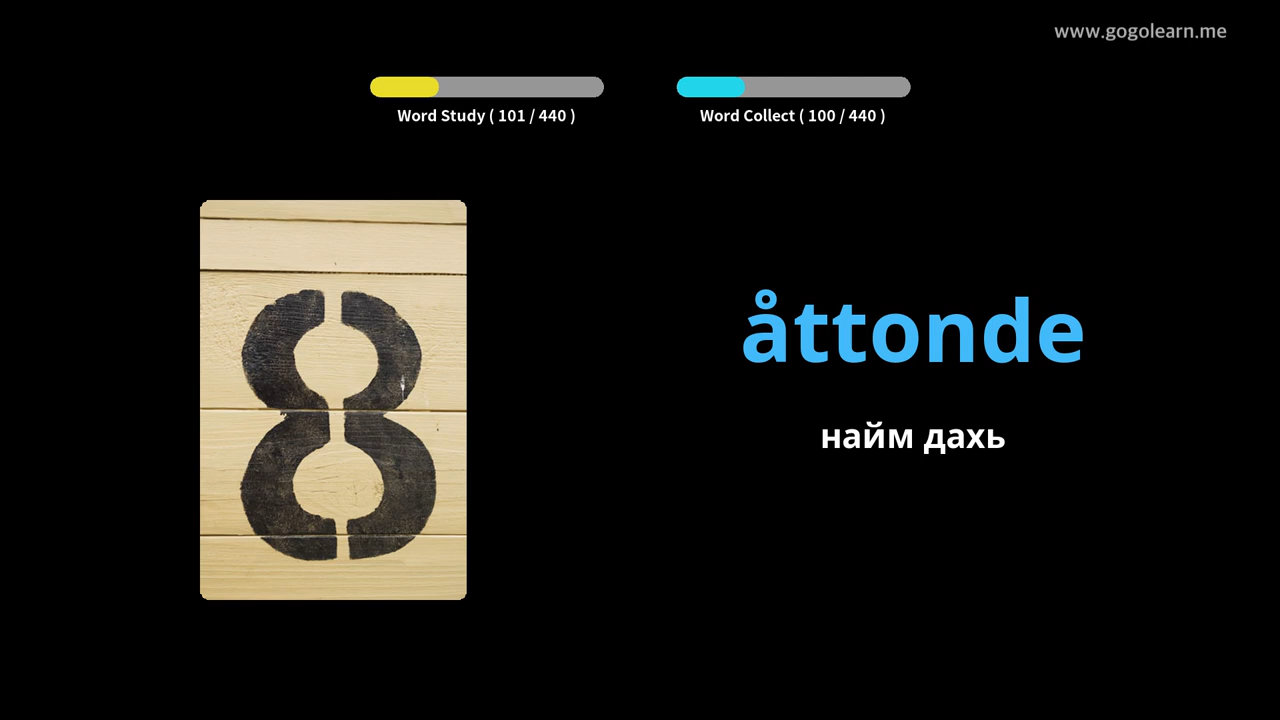 www.gogolearn.me
Word Study ( 101 / 440 )
Word Collect ( 100 / 440 )
8
åttonde
найм дахь